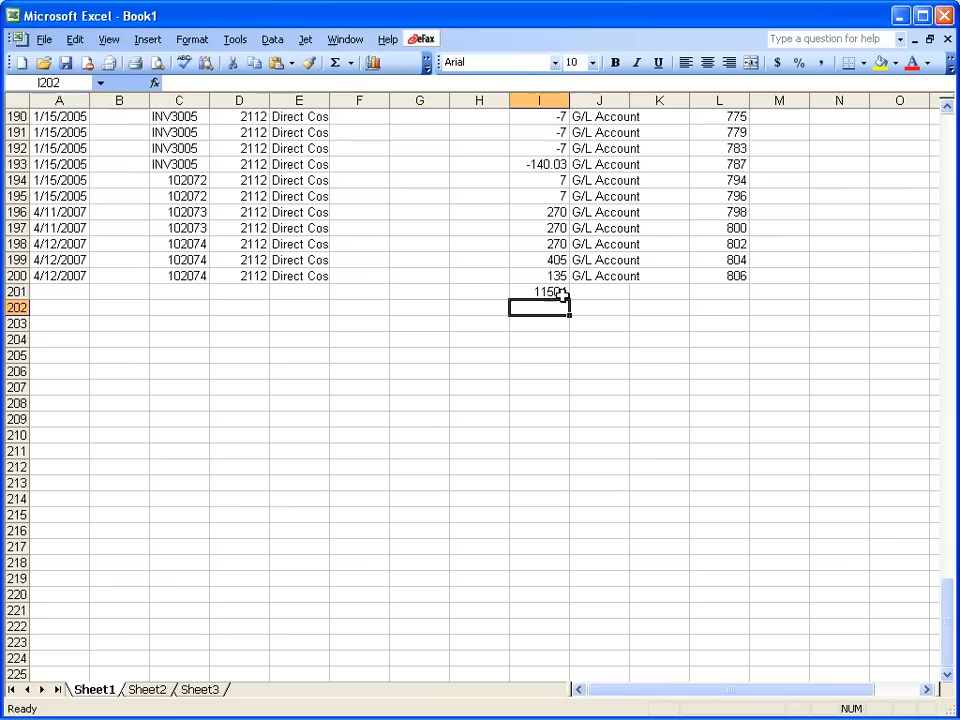 Microsoft Excel - Book1
File Edit View Insert Format Tools Data Jet Window Help eFax Type a question for help
Arial 10 B I U $ % ,
I202 fx
A B C D E F G H I J K L M N O
190 1/15/2005 INV3005 2112 Direct Cos -7 G/L Account 775
191 1/15/2005 INV3005 2112 Direct Cos -7 G/L Account 779
192 1/15/2005 INV3005 2112 Direct Cos -7 G/L Account 783
193 1/15/2005 INV3005 2112 Direct Cos -140.03 G/L Account 787
194 1/15/2005 102072 2112 Direct Cos 7 G/L Account 794
195 1/15/2005 102072 2112 Direct Cos 7 G/L Account 796
196 4/11/2007 102073 2112 Direct Cos 270 G/L Account 798
197 4/11/2007 102073 2112 Direct Cos 270 G/L Account 800
198 4/12/2007 102074 2112 Direct Cos 270 G/L Account 802
199 4/12/2007 102074 2112 Direct Cos 405 G/L Account 804
200 4/12/2007 102074 2112 Direct Cos 135 G/L Account 806
201
202
203
204
205
206
207
208
209
210
211
212
213
214
215
216
217
218
219
220
221
222
223
224
225
Sheet1 Sheet2 Sheet3
Ready NUM